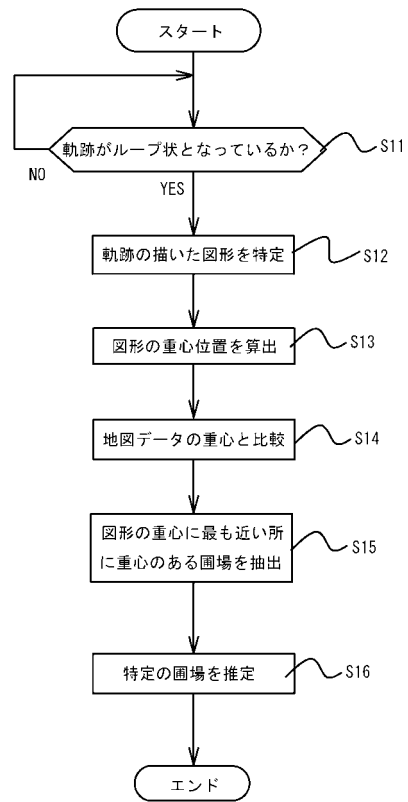 スタート
軌跡がループ状となっているか？
S11
NO
YES
軌跡の描いた図形を特定
S12
図形の重心位置を算出
S13
地図データの重心と比較
S14
図形の重心に最も近い所
に重心のある圃場を抽出
S15
特定の圃場を推定
S16
エンド